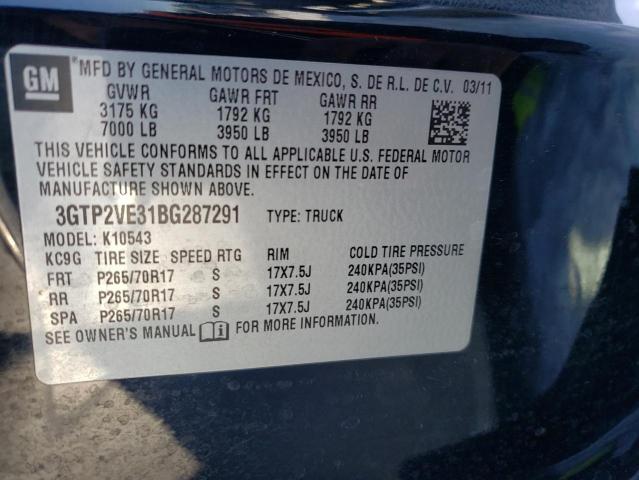 GM
*MFD BY GENERAL MOTORS DE MEXICO, S. DE R.L. DE C.V. 03/11
GVWR GAWR FRT GAWR RR
3175 KG 1792 KG 1792 KG
7000 LB 3950 LB 3950 LB
THIS VEHICLE CONFORMS TO ALL APPLICABLE U.S. FEDERAL MOTOR
VEHICLE SAFETY STANDARDS IN EFFECT ON THE DATE OF
MANUFACTURE SHOWN ABOVE.
3GTP2VE31BG287291 TYPE: TRUCK
MODEL: K10543
KC9G TIRE SIZE SPEED RTG RIM COLD TIRE PRESSURE
FRT P265/70R17 S 17X7.5J 240KPA(35PSI)
RR P265/70R17 S 17X7.5J 240KPA(35PSI)
SPA P265/70R17 S 17X7.5J 240KPA(35PSI)
SEE OWNER'S MANUAL FOR MORE INFORMATION.